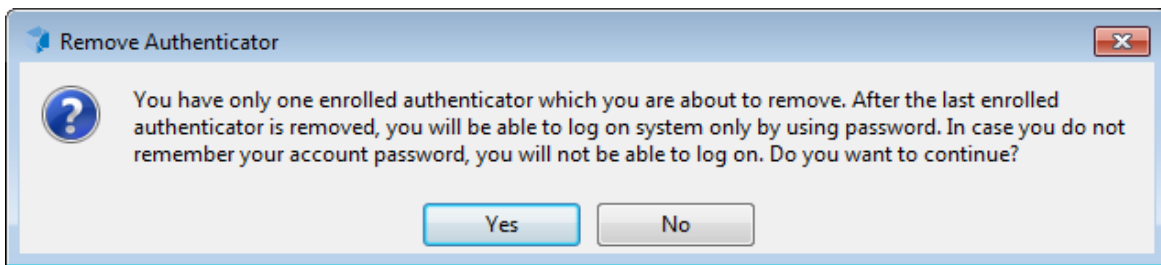 Remove Authenticator
You have only one enrolled authenticator which you are about to remove. After the last enrolled
authenticator is removed, you will be able to log on system only by using password. In case you do not
remember your account password, you will not be able to log on. Do you want to continue?
Yes No